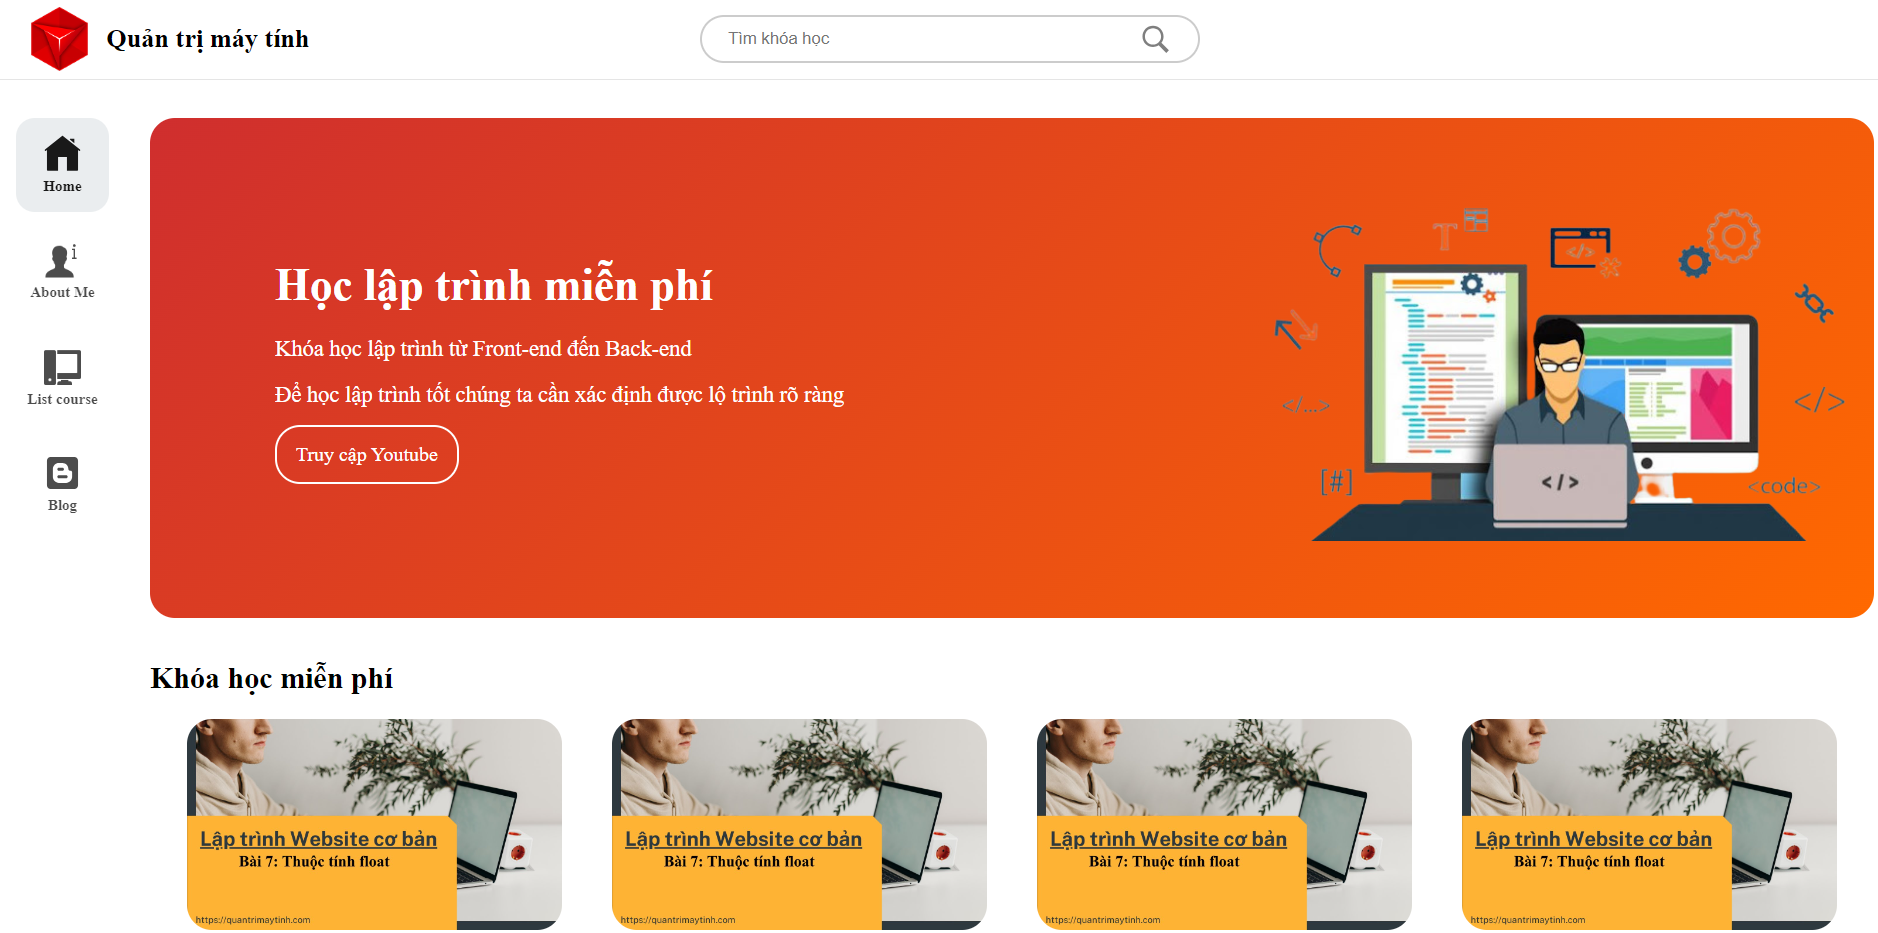 Quản trị máy tính
Tìm khóa học
Home
About Me
List course
Blog
Học lập trình miễn phí
Khóa học lập trình từ Front-end đến Back-end
Để học lập trình tốt chúng ta cần xác định được lộ trình rõ ràng
Truy cập Youtube
T
</>
</...>
</>
[#]
</>
<code>
Khóa học miễn phí
Lập trình Website cơ bản
Bài 7: Thuộc tính float
https://quantrimaytinh.com
Lập trình Website cơ bản
Bài 7: Thuộc tính float
https://quantrimaytinh.com
Lập trình Website cơ bản
Bài 7: Thuộc tính float
https://quantrimaytinh.com
Lập trình Website cơ bản
Bài 7: Thuộc tính float
https://quantrimaytinh.com